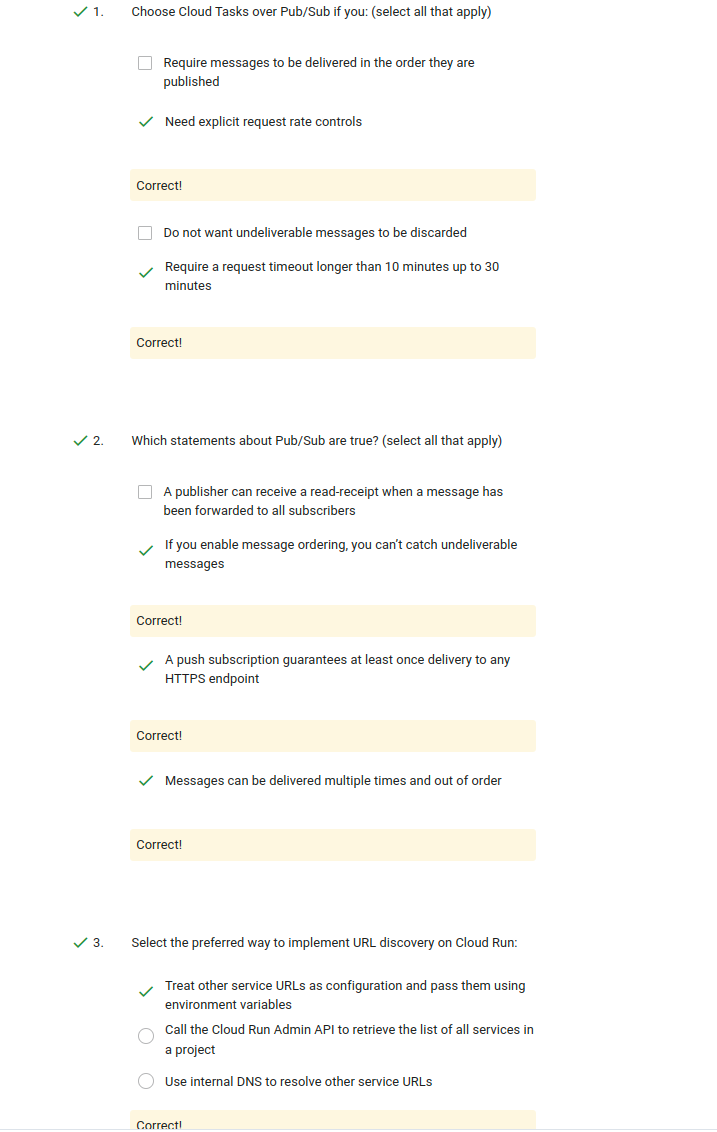 1. Choose Cloud Tasks over Pub/Sub if you: (select all that apply)
Require messages to be delivered in the order they are
published
Need explicit request rate controls
Correct!
Do not want undeliverable messages to be discarded
Require a request timeout longer than 10 minutes up to 30
minutes
Correct!
2. Which statements about Pub/Sub are true? (select all that apply)
A publisher can receive a read-receipt when a message has
been forwarded to all subscribers
If you enable message ordering, you can't catch undeliverable
messages
Correct!
A push subscription guarantees at least once delivery to any
HTTPS endpoint
Correct!
Messages can be delivered multiple times and out of order
Correct!
3. Select the preferred way to implement URL discovery on Cloud Run:
Treat other service URLs as configuration and pass them using
environment variables
Call the Cloud Run Admin API to retrieve the list of all services in
a project
Use internal DNS to resolve other service URLs
Correct!